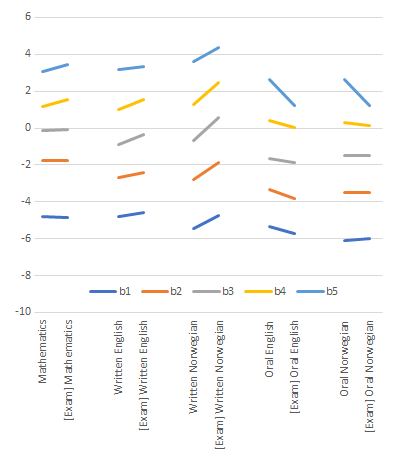 6
4
2
0
-2
-4
-6
-8
-10
b1 b2 b3 b4 b5
Mathematics
[Exam] Mathematics
Written English
[Exam] Written English
Written Norwegian
[Exam] Written Norwegian
Oral English
[Exam] Oral English
Oral Norwegian
[Exam] Oral Norwegian